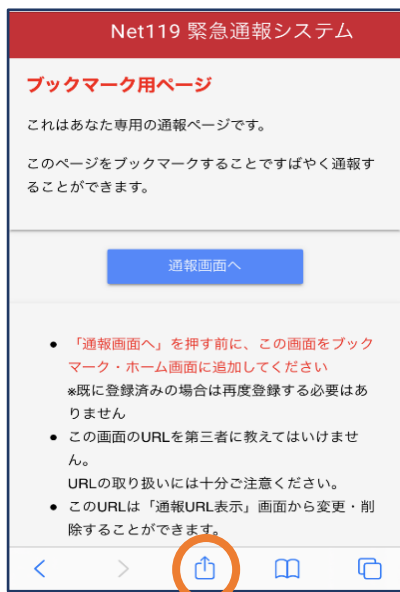 Net119 緊急通報システム
ブックマーク用ページ
これはあなた専用の通報ページです。
このページをブックマークすることですばやく通報す
ることができます。
通報画面へ
● 「通報画面へ」を押す前に、この画面をブック
マーク・ホーム画面に追加してください
※既に登録済みの場合は再度登録する必要はあ
りません
● この画面のURLを第三者に教えてはいけませ
ん。
URLの取り扱いには十分ご注意ください。
● このURLは「通報URL表示」画面から変更・削
除することができます。